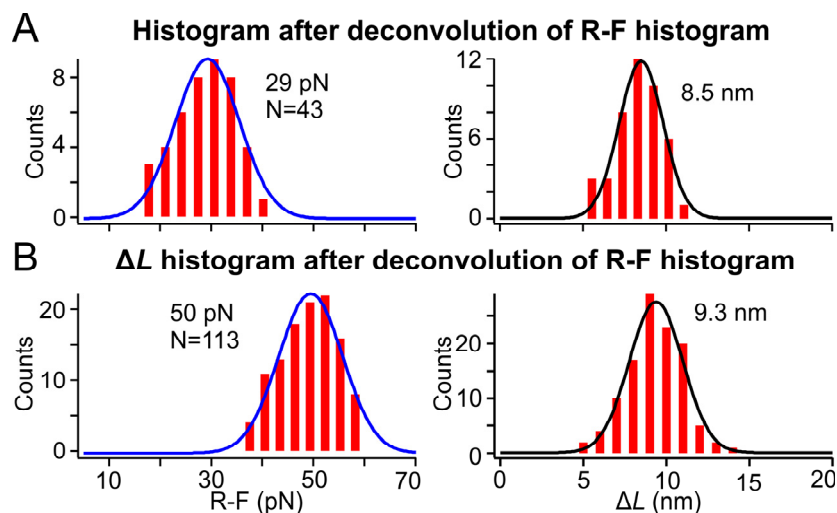 A
Histogram after deconvolution of R-F histogram
Counts
8
4
0
29 pN
N=43
Counts
12
6
0
8.5 nm
B
ΔL histogram after deconvolution of R-F histogram
Counts
20
10
0
50 pN
N=113
10 30 50 70
R-F (pN)
Counts
20
10
0
9.3 nm
0 5 10 15 20
ΔL (nm)